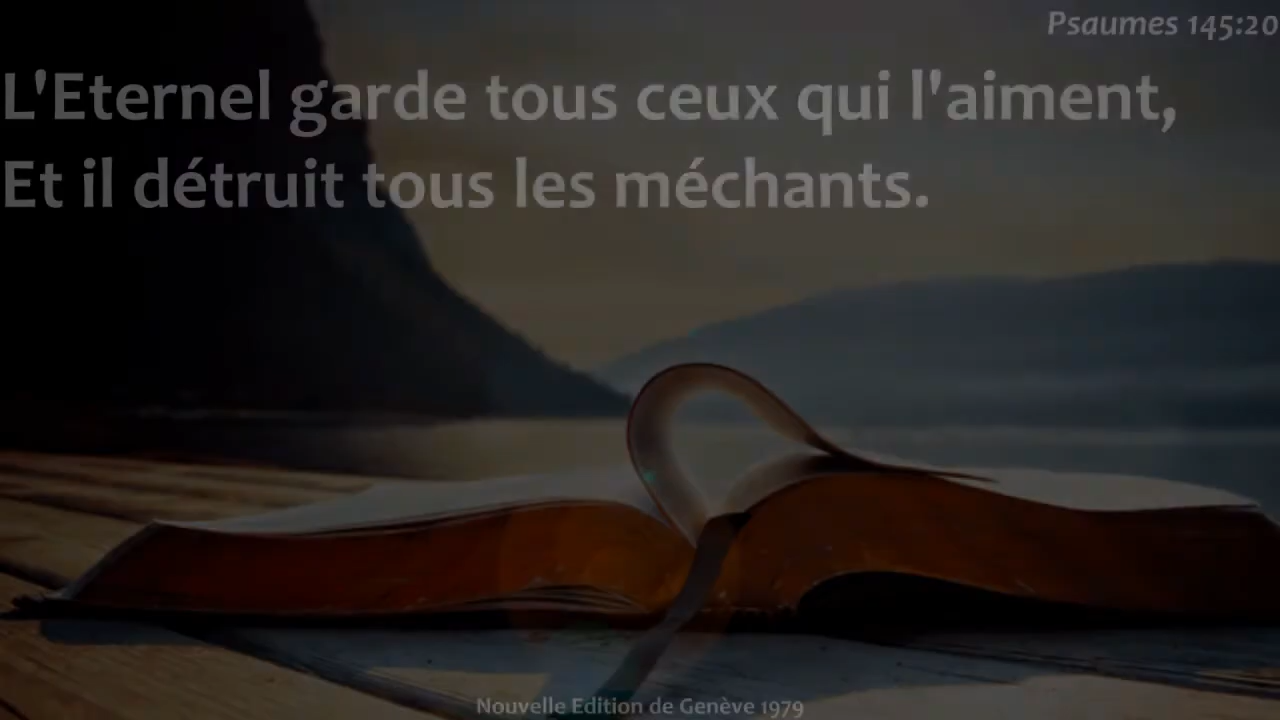 Psaumes 145:20
L'Eternel garde tous ceux qui l'aiment,
Et il détruit tous les méchants.
Nouvelle Edition de Genève 1979